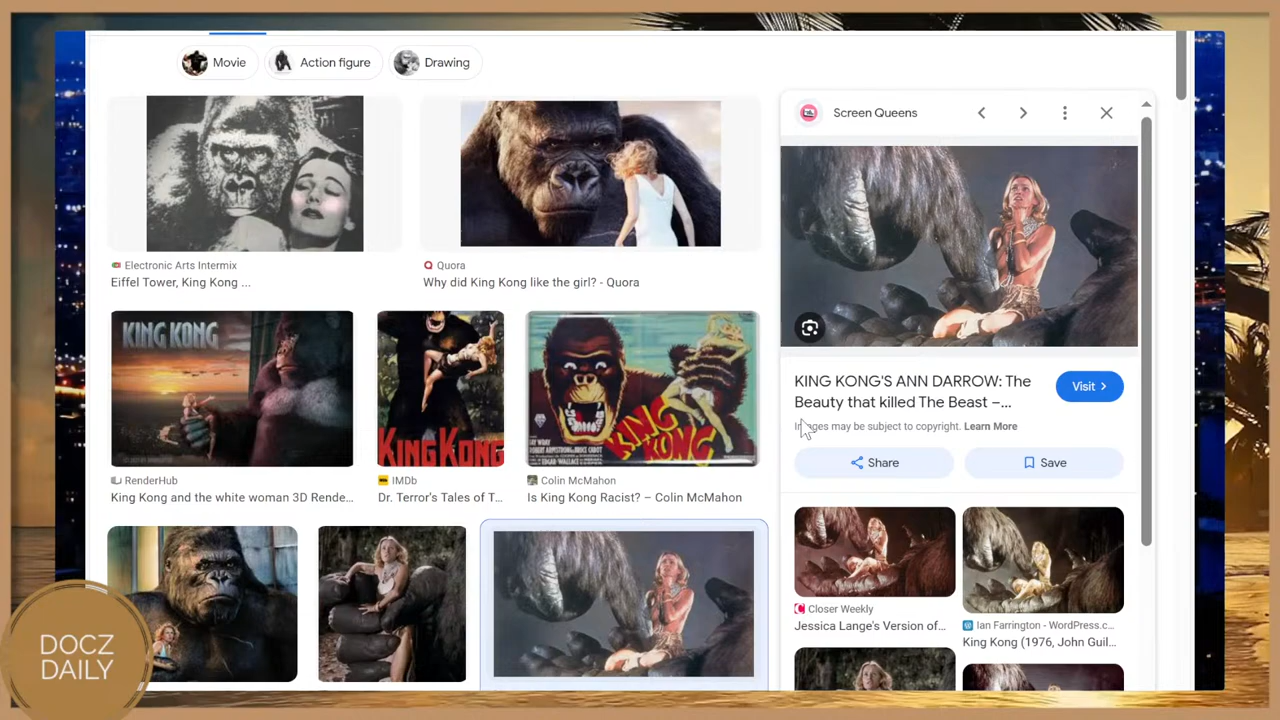 Movie
Action figure
Drawing
Screen Queens
Electronic Arts Intermix
Eiffel Tower, King Kong ...
Quora
Why did King Kong like the girl? - Quora
KING KONG
KING KONG
KING KONG
RenderHub
King Kong and the white woman 3D Rende...
IMDb
Dr. Terror's Tales of T...
Colin McMahon
Is King Kong Racist? – Colin McMahon
KING KONG'S ANN DARROW: The
Beauty that killed The Beast –...
Visit
Images may be subject to copyright. Learn More
Share
Save
Closer Weekly
Jessica Lange's Version of...
Ian Farrington - WordPress.c...
King Kong (1976, John Guil...
DOCZ
DAILY